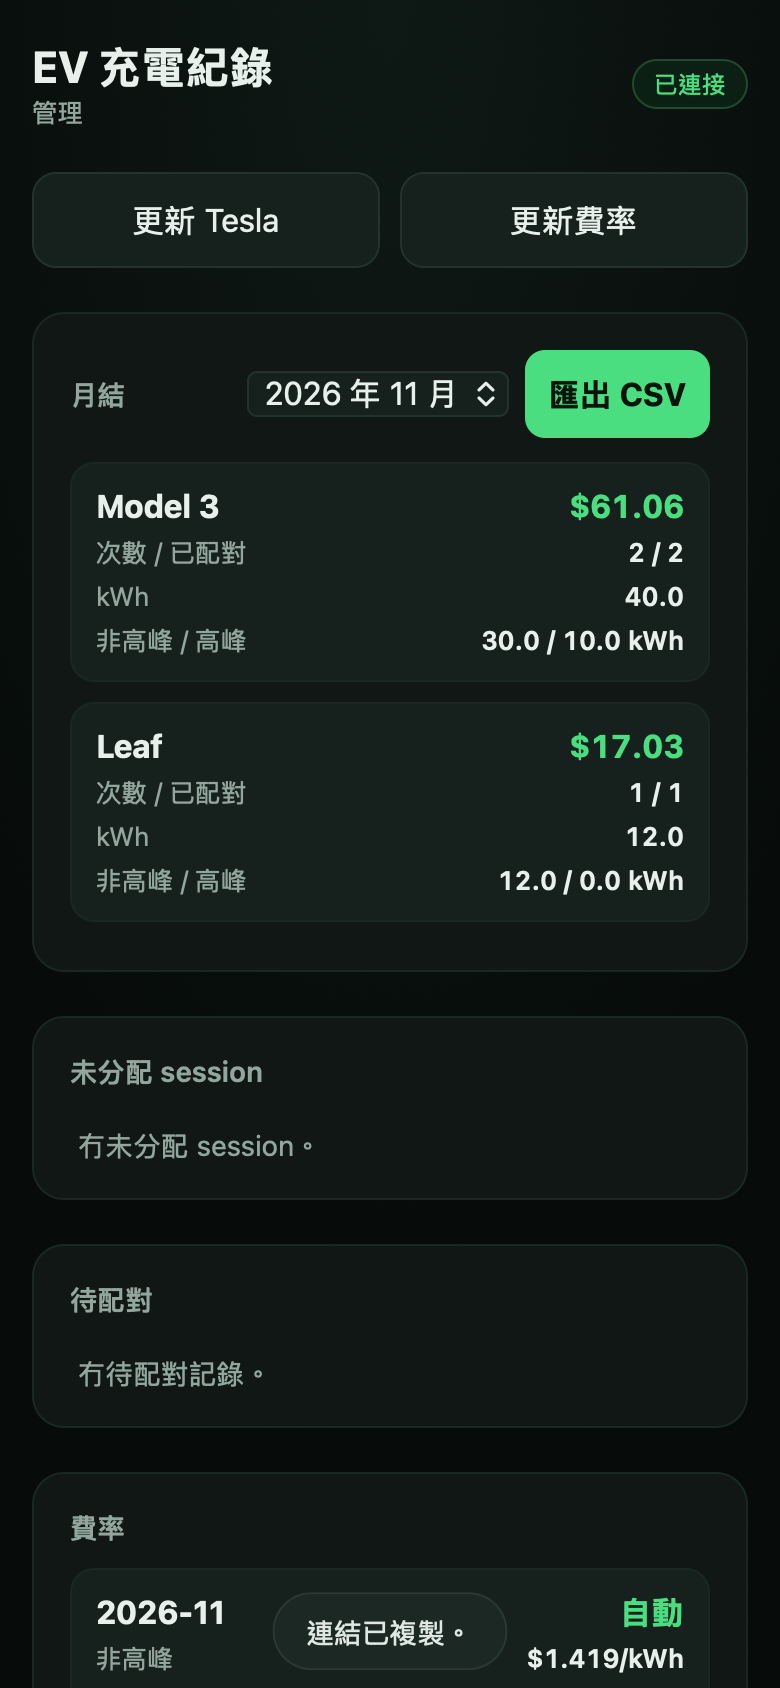 EV 充電紀錄
管理
已連接
更新 Tesla
更新費率
月結
2026 年 11 月
匯出 CSV
Model 3
$61.06
次數 / 已配對
2 / 2
kWh
40.0
非高峰 / 高峰
30.0 / 10.0 kWh
Leaf
$17.03
次數 / 已配對
1 / 1
kWh
12.0
非高峰 / 高峰
12.0 / 0.0 kWh
未分配 session
冇未分配 session。
待配對
冇待配對記錄。
費率
2026-11
自動
連結已複製。
非高峰
$1.419/kWh